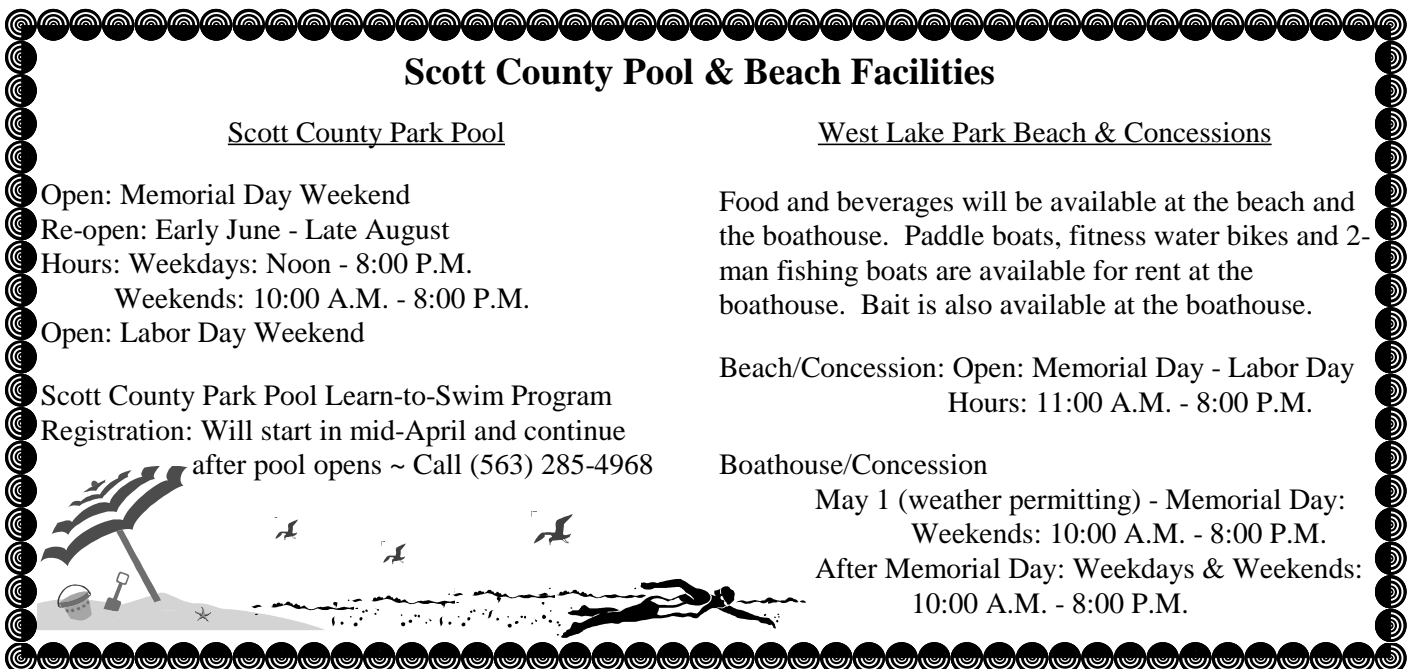 Scott County Pool & Beach Facilities
Scott County Park Pool
Open: Memorial Day Weekend
Re-open: Early June - Late August
Hours: Weekdays: Noon - 8:00 P.M.
Weekends: 10:00 A.M. - 8:00 P.M.
Open: Labor Day Weekend
Scott County Park Pool Learn-to-Swim Program
Registration: Will start in mid-April and continue
after pool opens ~ Call (563) 285-4968
West Lake Park Beach & Concessions
Food and beverages will be available at the beach and
the boathouse.  Paddle boats, fitness water bikes and 2-
man fishing boats are available for rent at the
boathouse.  Bait is also available at the boathouse.
Beach/Concession: Open: Memorial Day - Labor Day
Hours: 11:00 A.M. - 8:00 P.M.
Boathouse/Concession
May 1 (weather permitting) - Memorial Day:
Weekends: 10:00 A.M. - 8:00 P.M.
After Memorial Day: Weekdays & Weekends:
10:00 A.M. - 8:00 P.M.